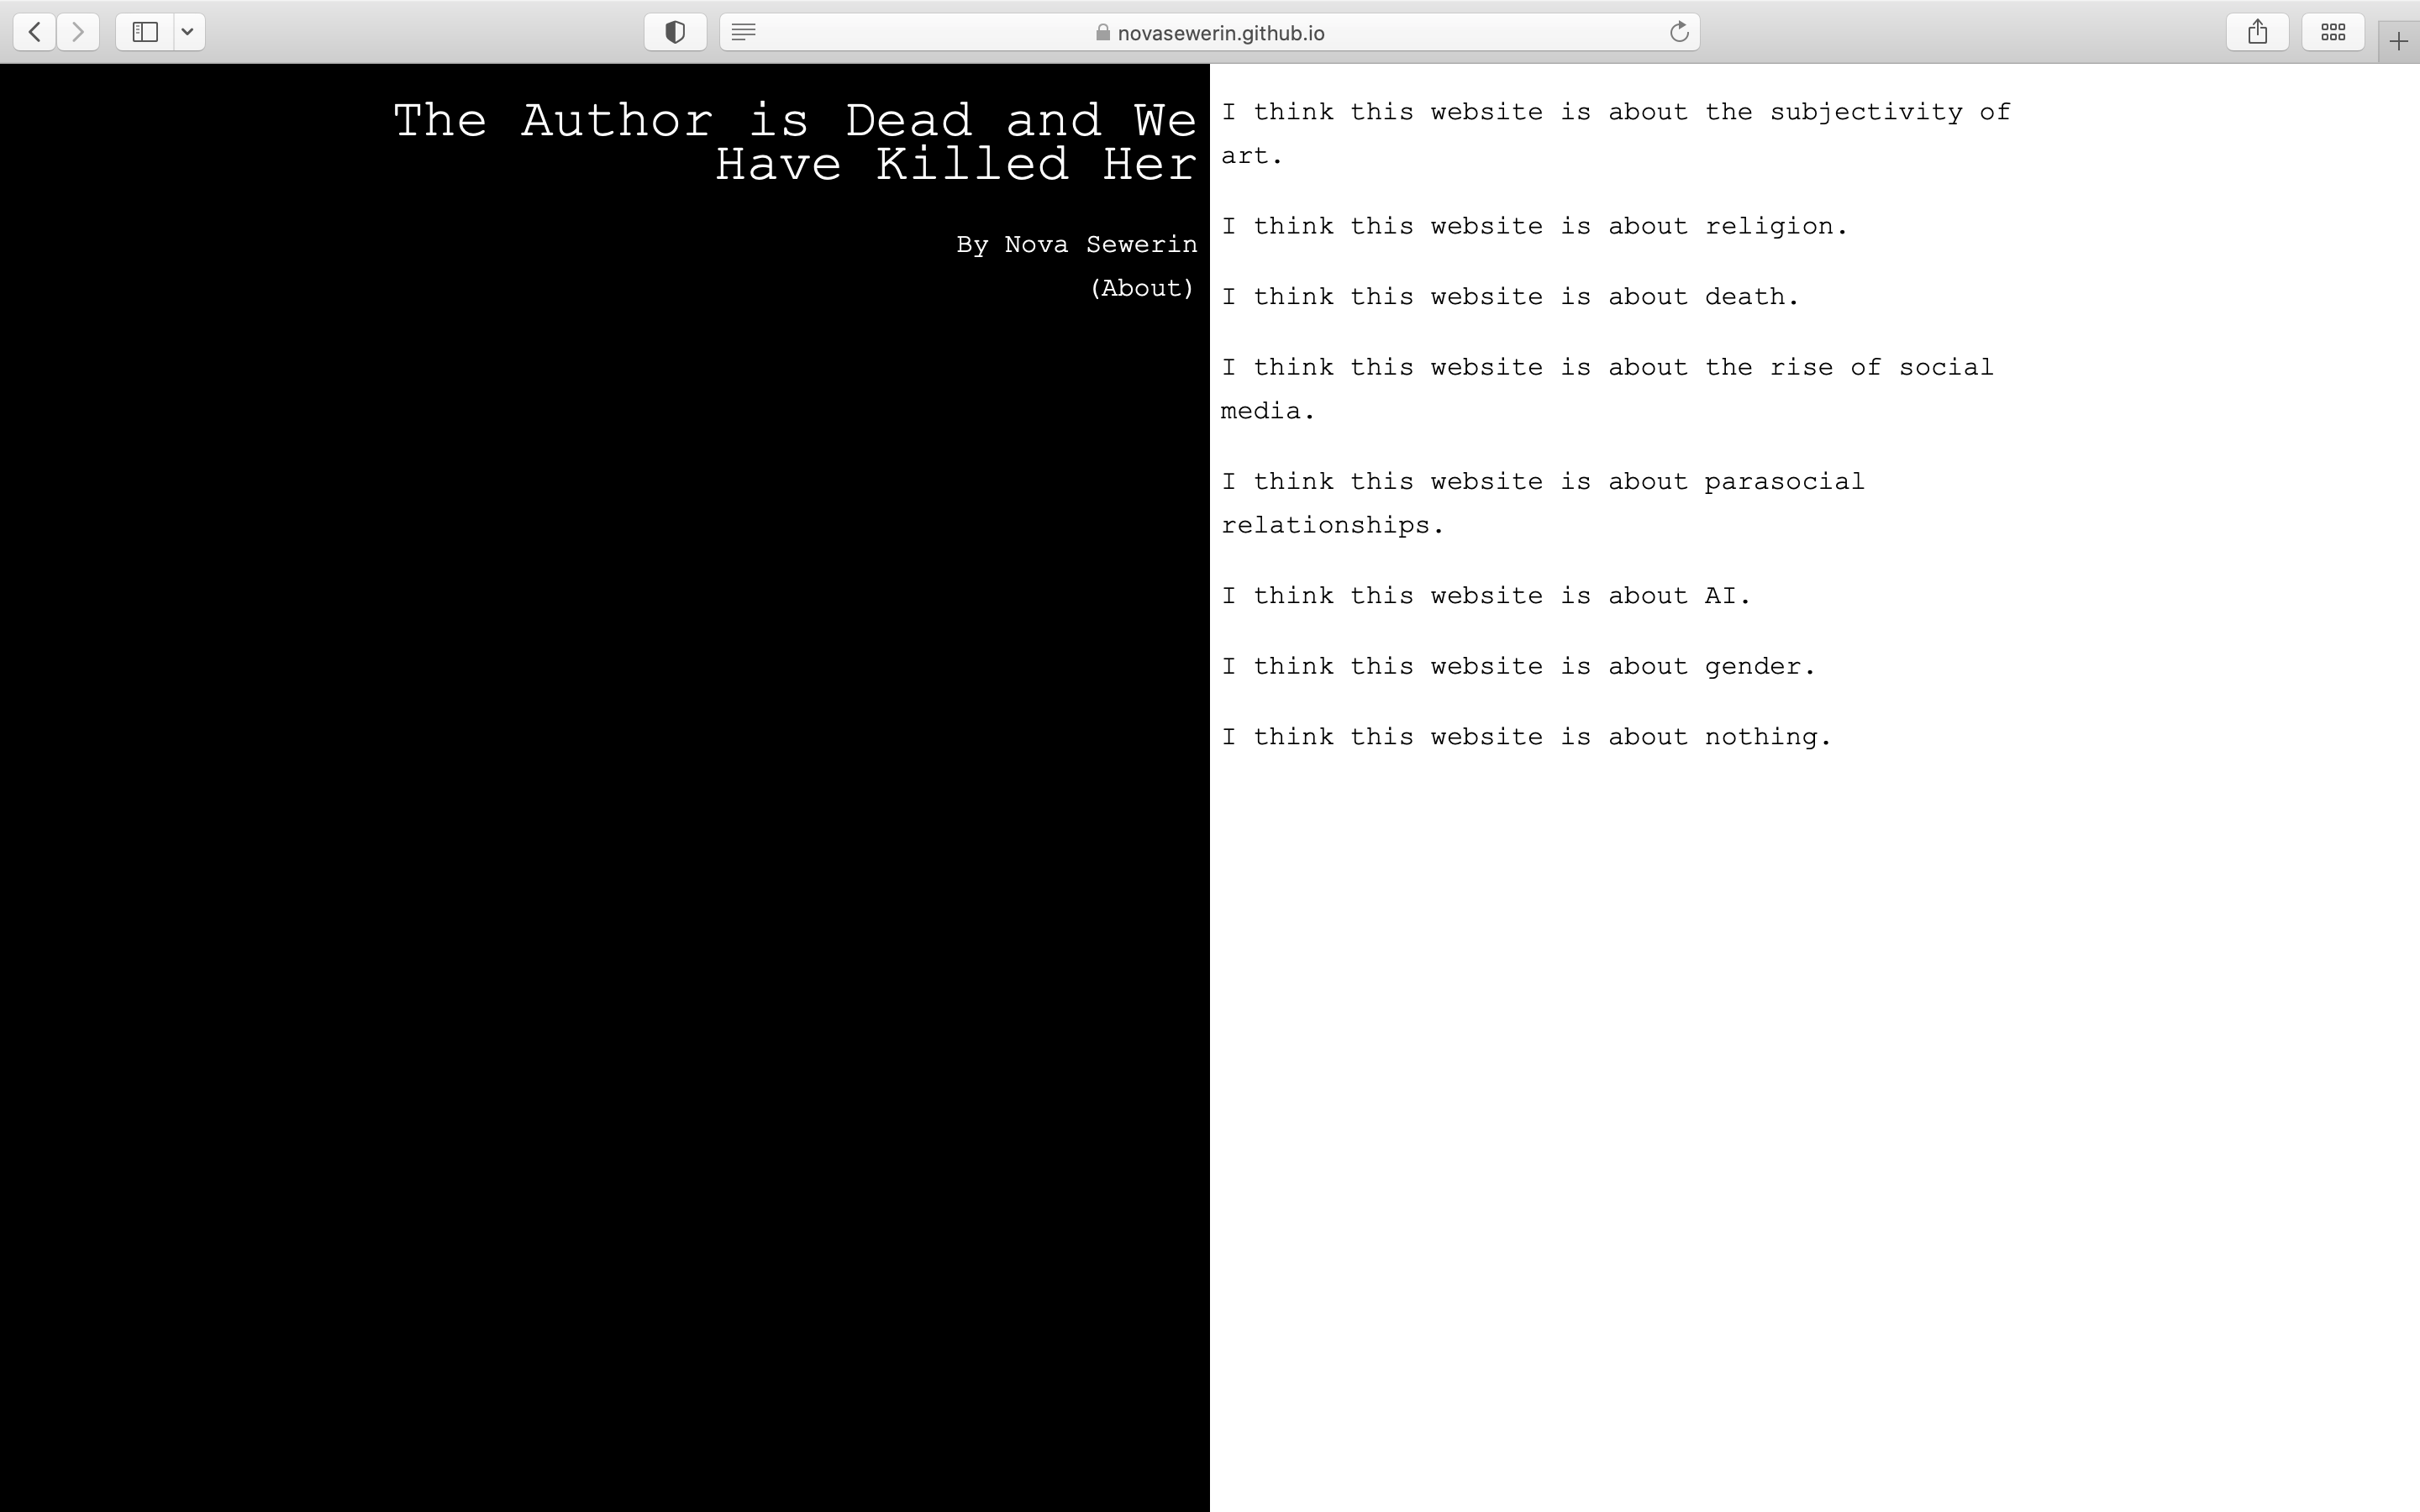 novasewerin.github.io
The Author is Dead and We
Have Killed Her
By Nova Sewerin
(About)
I think this website is about the subjectivity of
art.
I think this website is about religion.
I think this website is about death.
I think this website is about the rise of social
media.
I think this website is about parasocial
relationships.
I think this website is about AI.
I think this website is about gender.
I think this website is about nothing.